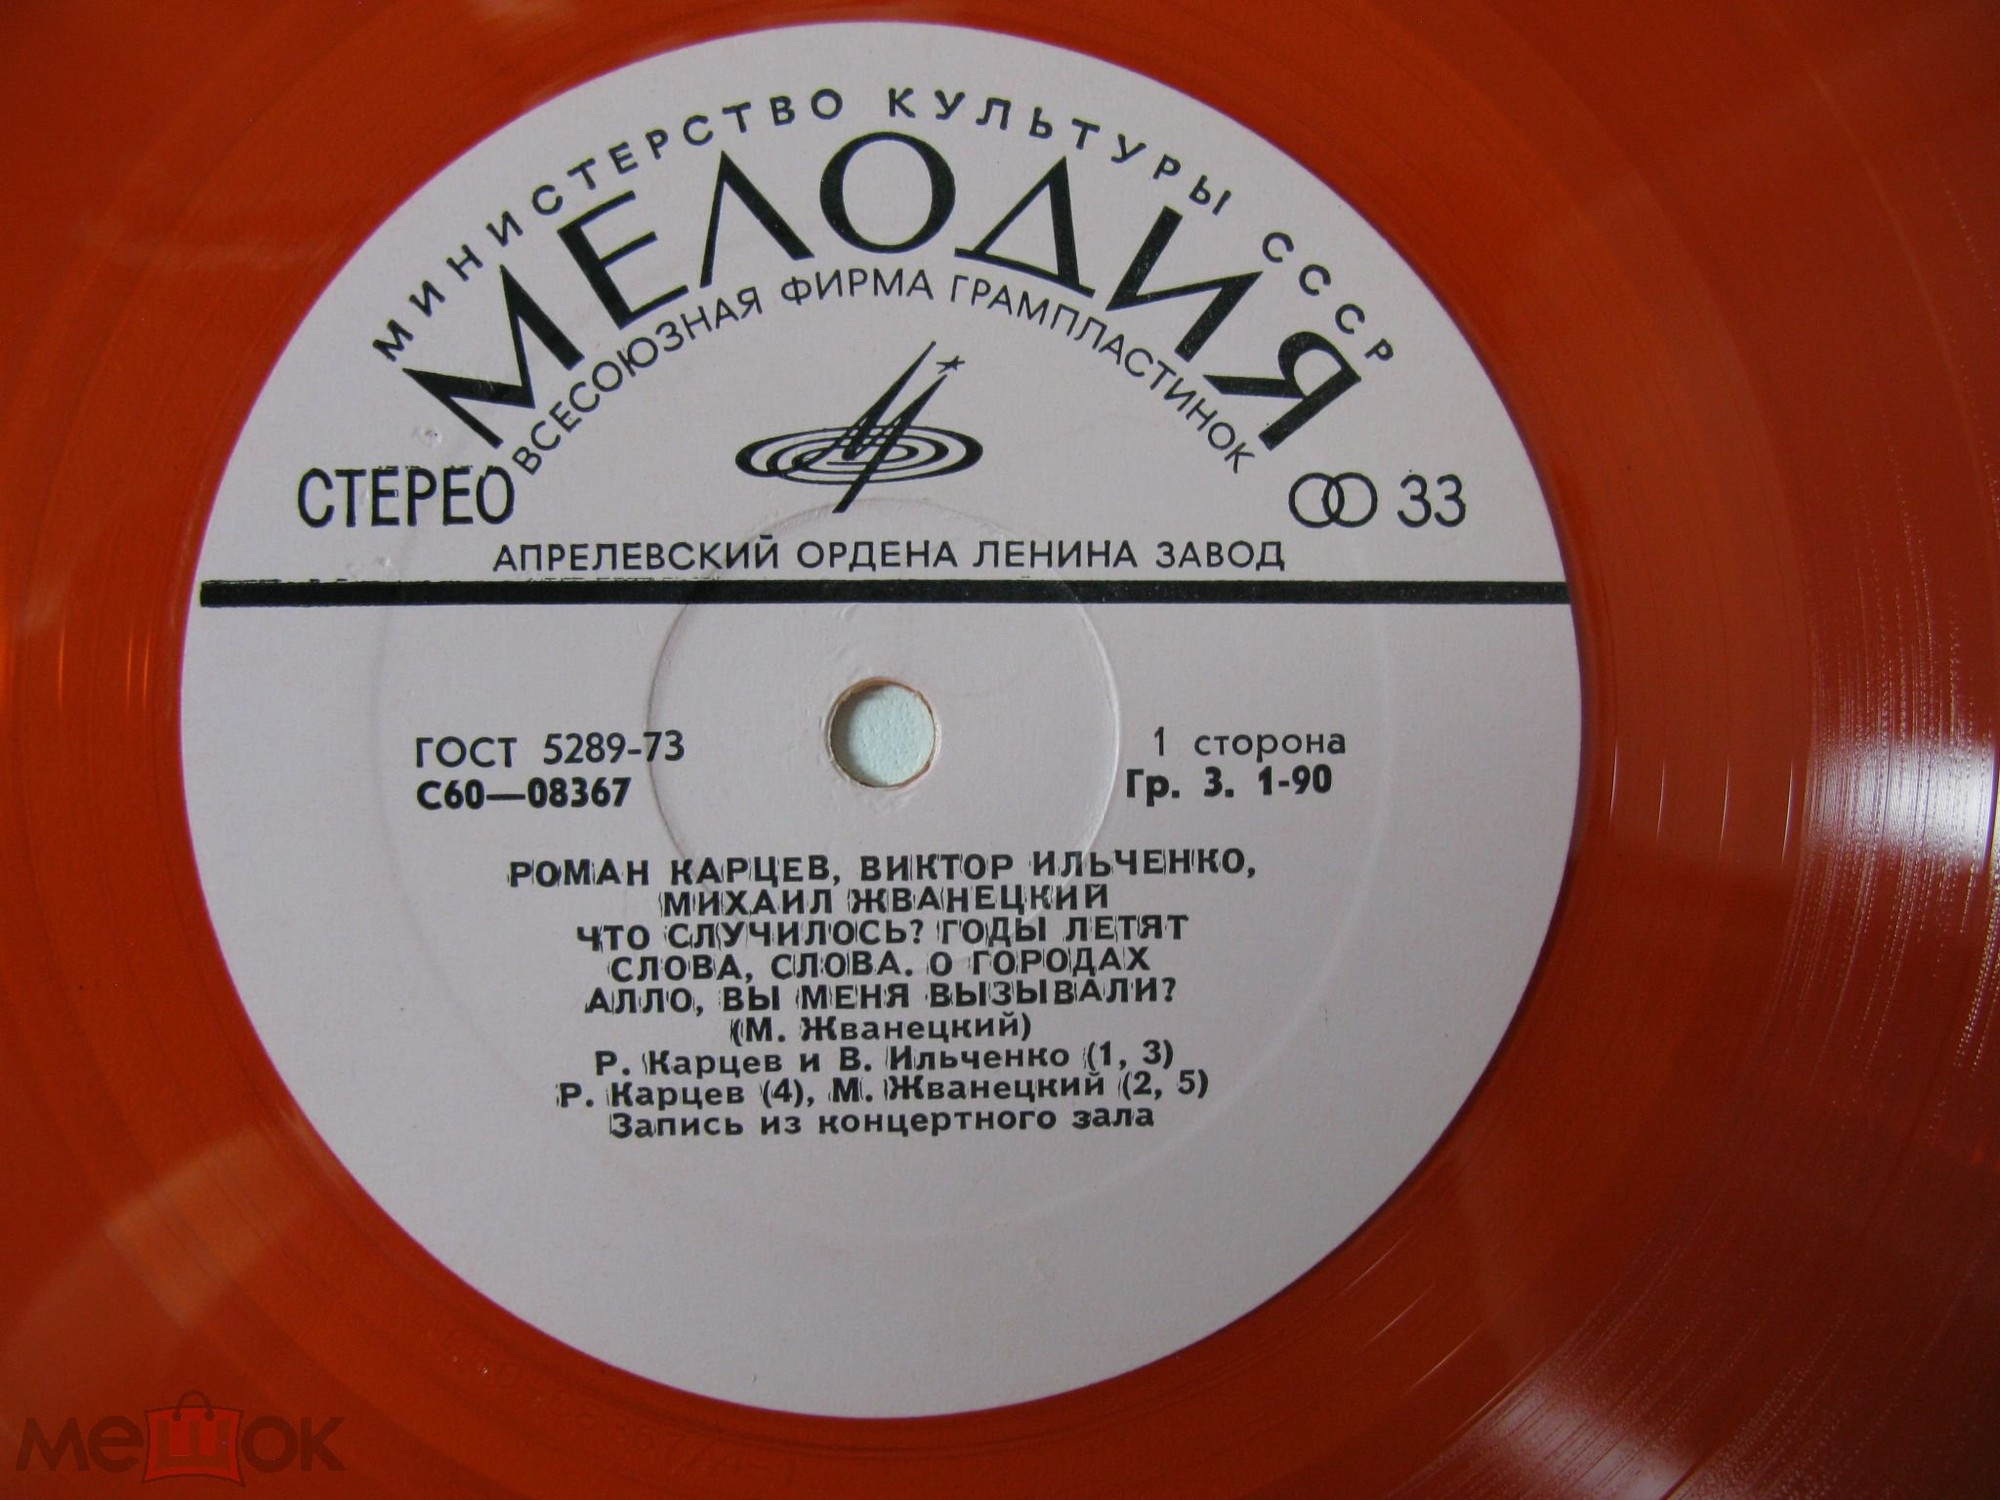 МИНИСТЕРСТВО КУЛЬТУРЫ СССР
МЕЛОДИЯ
ВСЕСОЮЗНАЯ ФИРМА ГРАМПЛАСТИНОК
СТЕРЕО
33
АПРЕЛЕВСКИЙ ОРДЕНА ЛЕНИНА ЗАВОД
ГОСТ 5289-73
С60—08367
1 сторона
Гр. 3. 1-90
РОМАН КАРЦЕВ, ВИКТОР ИЛЬЧЕНКО,
МИХАИЛ ЖВАНЕЦКИЙ
ЧТО СЛУЧИЛОСЬ? ГОДЫ ЛЕТЯТ
СЛОВА, СЛОВА. О ГОРОДАХ
АЛЛО, ВЫ МЕНЯ ВЫЗЫВАЛИ?
(М. Жванецкий)
Р. Карцев и В. Ильченко (1, 3)
Р. Карцев (4), М. Жванецкий (2, 5)
Запись из концертного зала
мешок